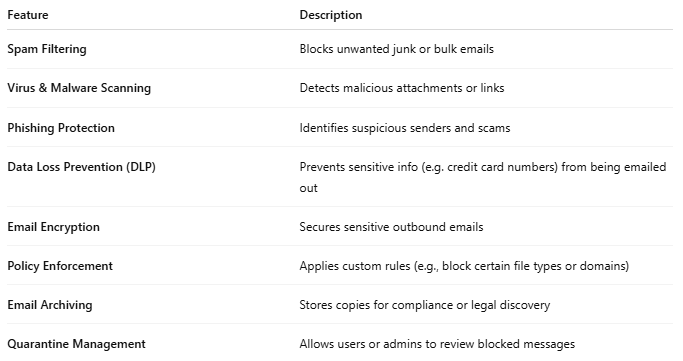 Feature Description
Spam Filtering Blocks unwanted junk or bulk emails
Virus & Malware Scanning Detects malicious attachments or links
Phishing Protection Identifies suspicious senders and scams
Data Loss Prevention (DLP) Prevents sensitive info (e.g. credit card numbers) from being emailed
out
Email Encryption Secures sensitive outbound emails
Policy Enforcement Applies custom rules (e.g., block certain file types or domains)
Email Archiving Stores copies for compliance or legal discovery
Quarantine Management Allows users or admins to review blocked messages